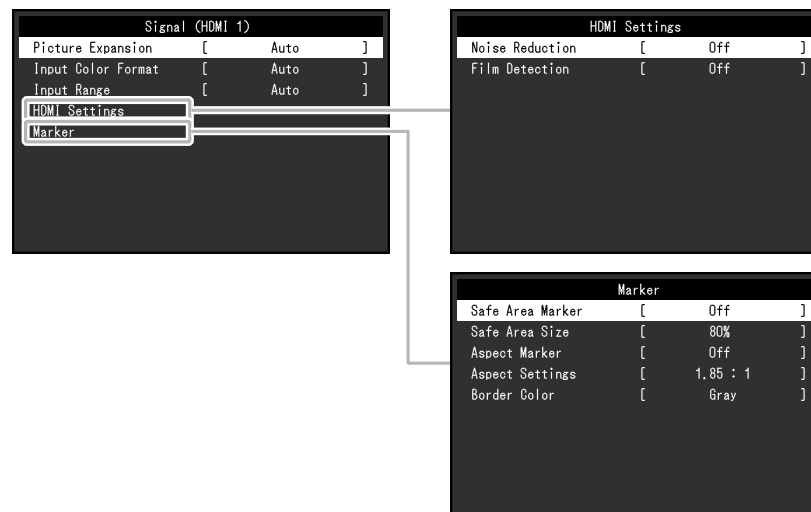 Signal (HDMI 1)
Picture Expansion [ Auto ]
Input Color Format [ Auto ]
Input Range [ Auto ]
HDMI Settings
Marker
HDMI Settings
Noise Reduction [ Off ]
Film Detection [ Off ]
Marker
Safe Area Marker [ Off ]
Safe Area Size [ 80% ]
Aspect Marker [ Off ]
Aspect Settings [ 1.85 : 1 ]
Border Color [ Gray ]